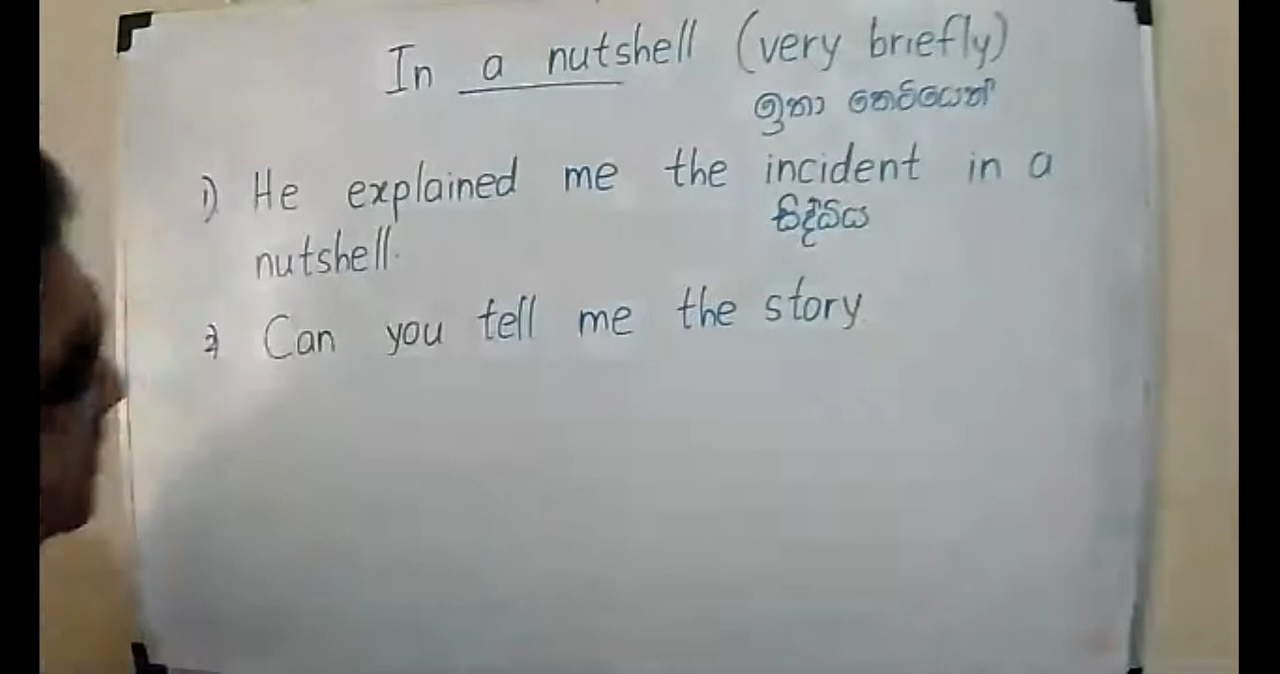 In a nutshell (very briefly)
ඉතා කෙටියෙන්
1) He explained me the incident in a
සිද්ධිය
nutshell.
2) Can you tell me the story